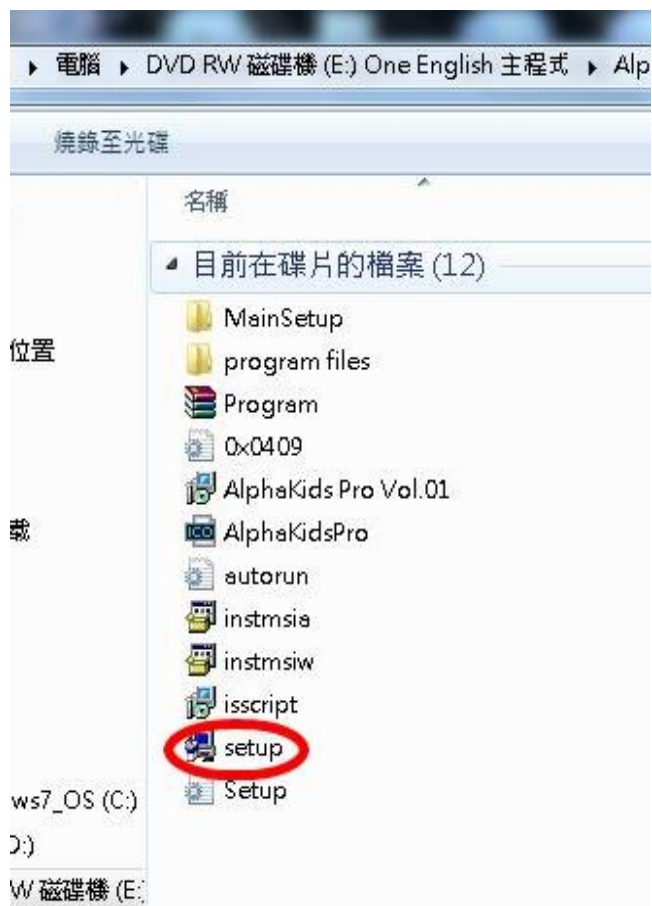 電腦 ▸ DVD RW 磁碟機 (E:) One English 主程式 ▸ Alp
燒錄至光碟
名稱
目前在碟片的檔案 (12)
MainSetup
位置
program files
Program
0x0409
AlphaKids Pro Vol.01
載
AlphaKidsPro
autorun
instmsia
instmsiw
isscript
setup
Setup
ws7_OS (C:)
D:)
W 磁碟機 (E: